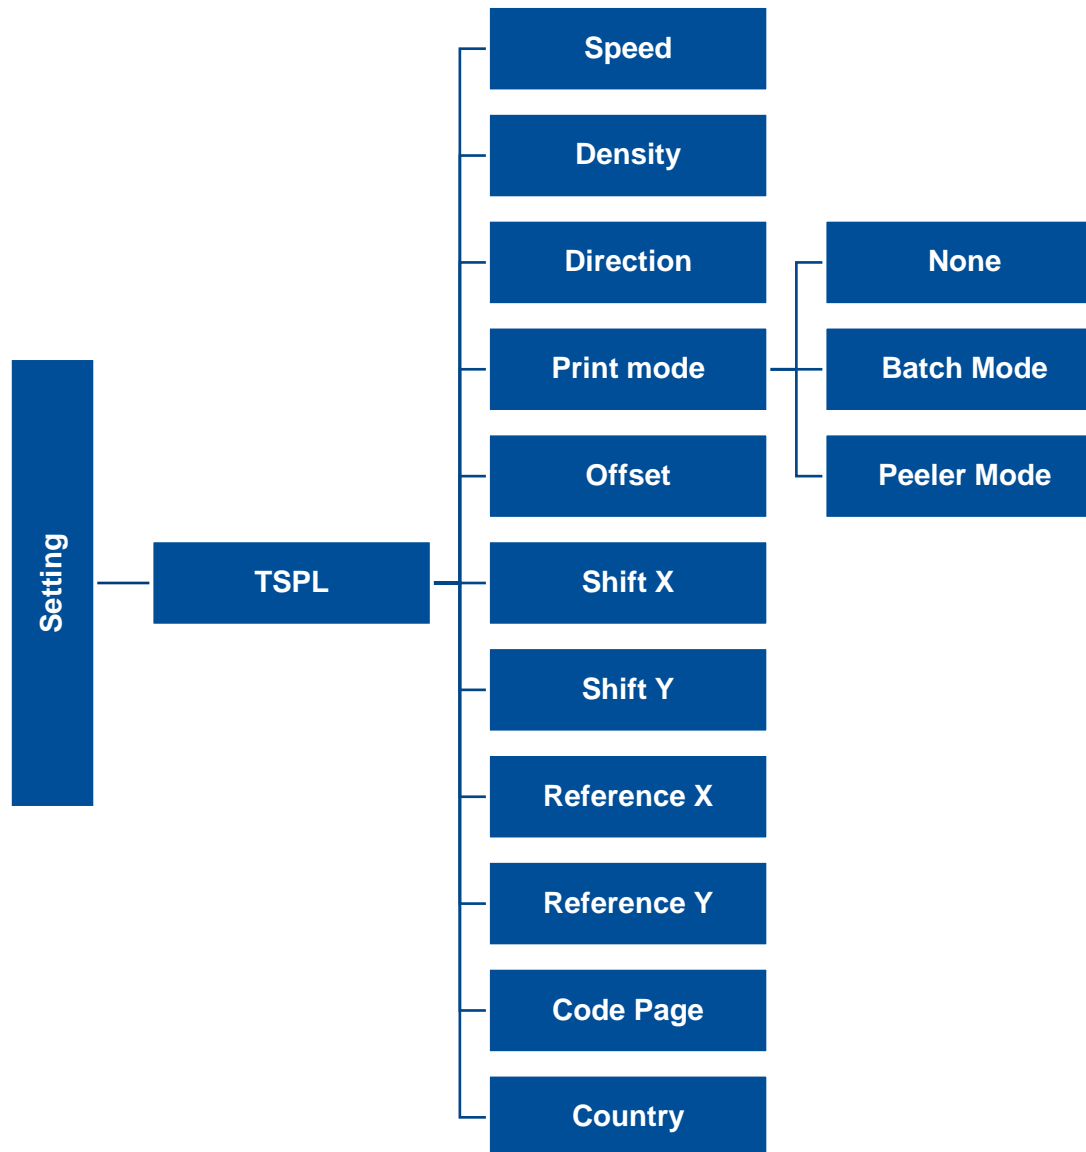 Setting
TSPL
Speed
Density
Direction
Print mode
None
Batch Mode
Peeler Mode
Offset
Shift X
Shift Y
Reference X
Reference Y
Code Page
Country